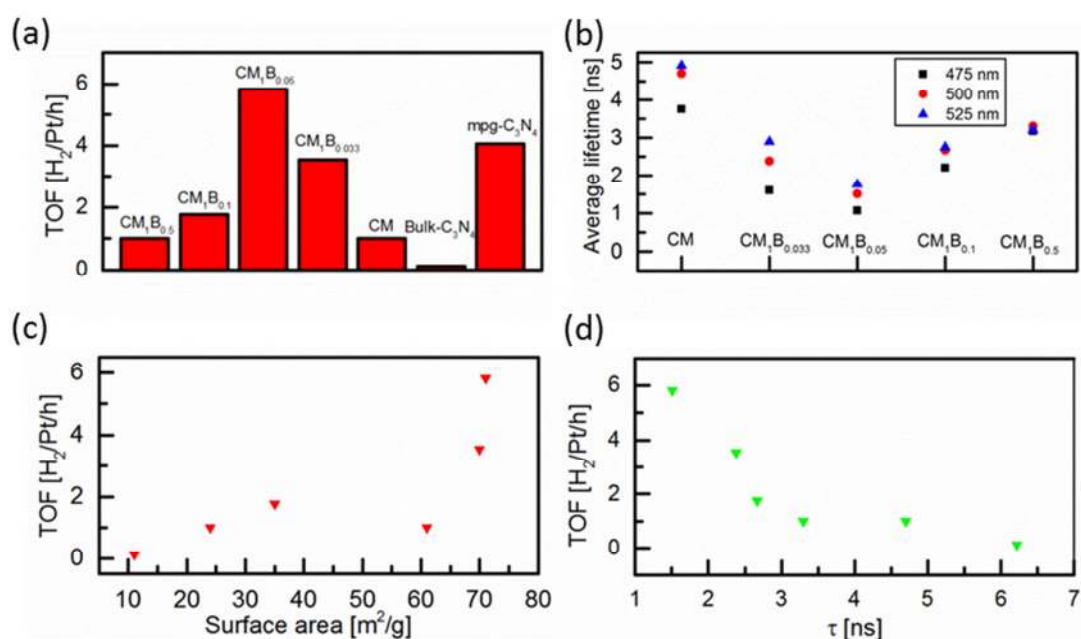 (a)
TOF [H₂/Pt/h]
6
4
2
0
CM₁B₀.₅
CM₁B₀.₁
CM₁B₀.₀₅
CM₁B₀.₀₃₃
CM
Bulk-C₃N₄
mpg-C₃N₄
(b)
Average lifetime [ns]
5
4
3
2
1
0
475 nm
500 nm
525 nm
CM
CM₁B₀.₀₃₃
CM₁B₀.₀₅
CM₁B₀.₁
CM₁B₀.₅
(c)
TOF [H₂/Pt/h]
6
4
2
0
10 20 30 40 50 60 70 80
Surface area [m²/g]
(d)
TOF [H₂/Pt/h]
6
4
2
0
1 2 3 4 5 6 7
τ [ns]